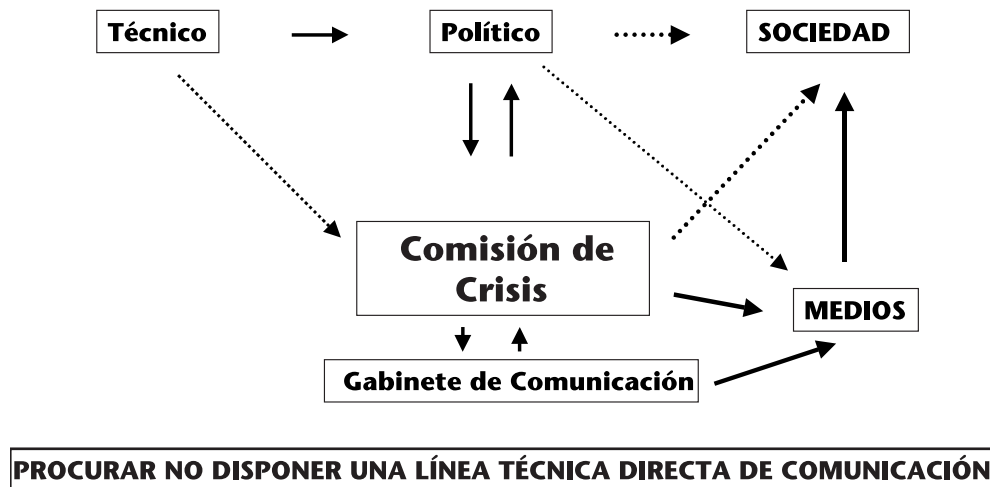 Técnico
Político
SOCIEDAD
Comisión de
Crisis
MEDIOS
Gabinete de Comunicación
PROCURAR NO DISPONER UNA LÍNEA TÉCNICA DIRECTA DE COMUNICACIÓN